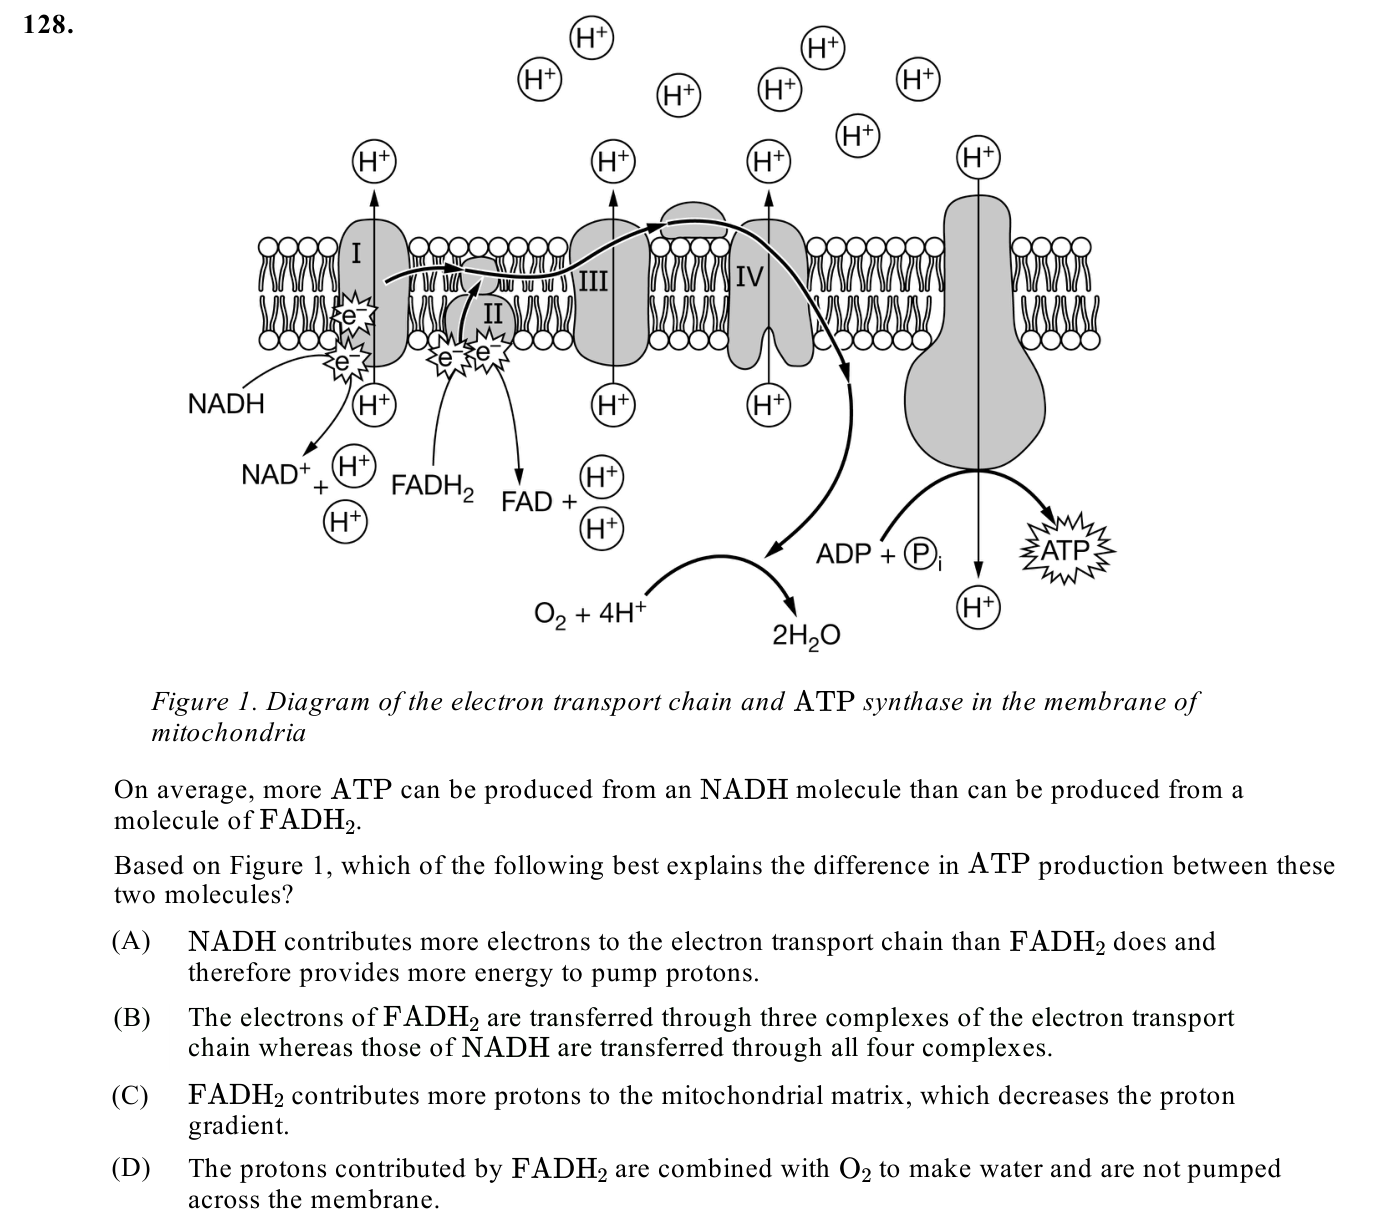 128.
H⁺
H⁺
H⁺
H⁺
H⁺
H⁺
H⁺
H⁺
H⁺
H⁺
H⁺
I
III
IV
II
e⁻
e⁻
e⁻
e⁻
NADH
H⁺
H⁺
H⁺
NAD⁺ + H⁺
H⁺
FADH₂
FAD + H⁺
H⁺
ADP + Pᵢ
ATP
O₂ + 4H⁺
2H₂O
H⁺
Figure 1. Diagram of the electron transport chain and ATP synthase in the membrane of
mitochondria
On average, more ATP can be produced from an NADH molecule than can be produced from a
molecule of FADH₂.
Based on Figure 1, which of the following best explains the difference in ATP production between these
two molecules?
(A) NADH contributes more electrons to the electron transport chain than FADH₂ does and
therefore provides more energy to pump protons.
(B) The electrons of FADH₂ are transferred through three complexes of the electron transport
chain whereas those of NADH are transferred through all four complexes.
(C) FADH₂ contributes more protons to the mitochondrial matrix, which decreases the proton
gradient.
(D) The protons contributed by FADH₂ are combined with O₂ to make water and are not pumped
across the membrane.